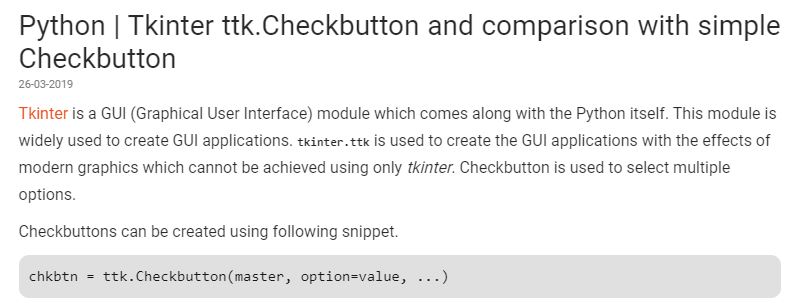 Python | Tkinter ttk.Checkbutton and comparison with simple
Checkbutton
26-03-2019
Tkinter is a GUI (Graphical User Interface) module which comes along with the Python itself. This module is
widely used to create GUI applications. tkinter.ttk is used to create the GUI applications with the effects of
modern graphics which cannot be achieved using only tkinter. Checkbutton is used to select multiple
options.
Checkbuttons can be created using following snippet.
chkbtn = ttk.Checkbutton(master, option=value, ...)